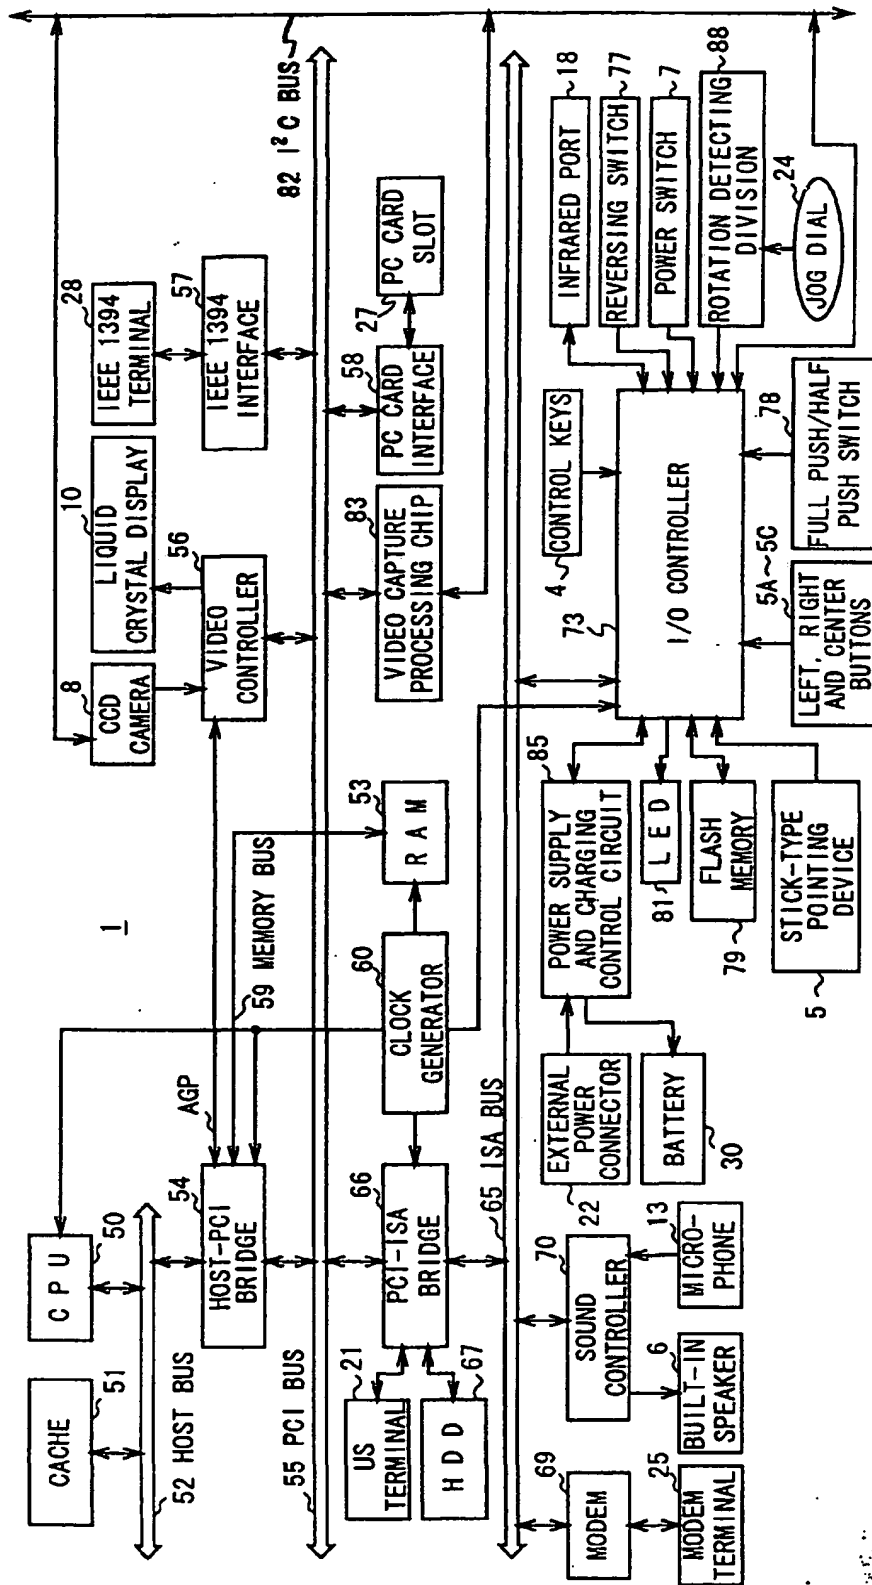 1
CACHE
51
CPU
50
52 HOST BUS
AGP
59 MEMORY BUS
HOST-PCI
BRIDGE
54
CCD
CAMERA
8
LIQUID
CRYSTAL DISPLAY
10
VIDEO
CONTROLLER
56
IEEE 1394
TERMINAL
28
IEEE 1394
INTERFACE
57
82 I²C BUS
55 PCI BUS
US
TERMINAL
21
HDD
67
PCI-ISA
BRIDGE
66
CLOCK
GENERATOR
60
RAM
53
VIDEO CAPTURE
PROCESSING CHIP
83
PC CARD
INTERFACE
58
PC CARD
SLOT
27
65 ISA BUS
MODEM
69
MODEM
TERMINAL
25
SOUND
CONTROLLER
70
BUILT-IN
SPEAKER
6
MICRO-
PHONE
13
EXTERNAL
POWER
CONNECTOR
22
BATTERY
30
POWER SUPPLY
AND CHARGING
CONTROL CIRCUIT
85
LED
81
FLASH
MEMORY
79
STICK-TYPE
POINTING
DEVICE
5
I/O CONTROLLER
73
CONTROL KEYS
4
LEFT, RIGHT
AND CENTER
BUTTONS
5A~5C
FULL PUSH/HALF
PUSH SWITCH
78
INFRARED PORT
18
REVERSING SWITCH
77
POWER SWITCH
7
ROTATION DETECTING
DIVISION
88
JOG DIAL
24